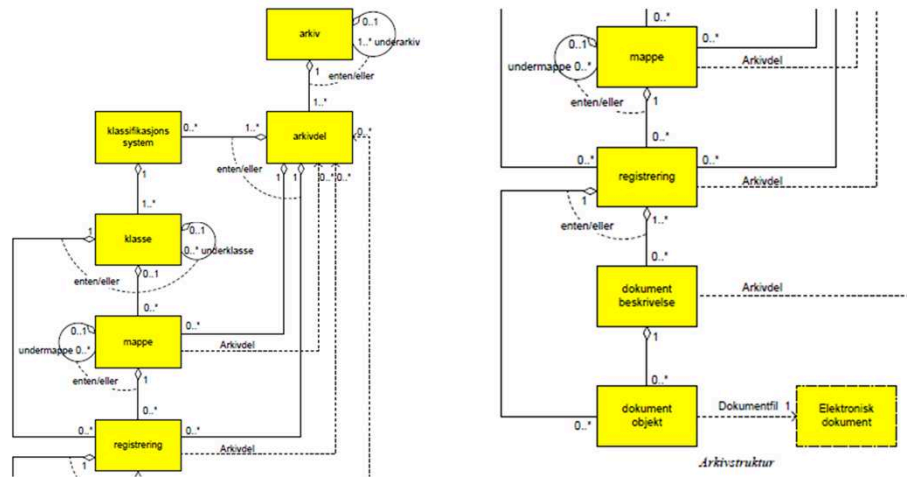 arkiv
0..1
1..* underarkiv
1
enten/eller
1..*
klassifikasjons
system
0..*
1..*
arkivdel
0..*
enten/eller
1
1
1
0..*
0..*
1..*
klasse
1
0..1
0..* underklasse
enten/eller
0..1
0..*
0..1
mappe
0..*
undermappe 0..*
Arkivdel
enten/eller
1
0..*
0..*
0..*
registrering
Arkivdel
1
0..*
0..*
0..1
mappe
undermappe 0..*
Arkivdel
enten/eller
1
0..*
0..*
0..*
registrering
1
Arkivdel
enten/eller
1..*
0..*
dokument
beskrivelse
Arkivdel
1
0..*
dokument
objekt
0..*
Dokumentfil 1
Elektronisk
dokument
Arkivstruktur